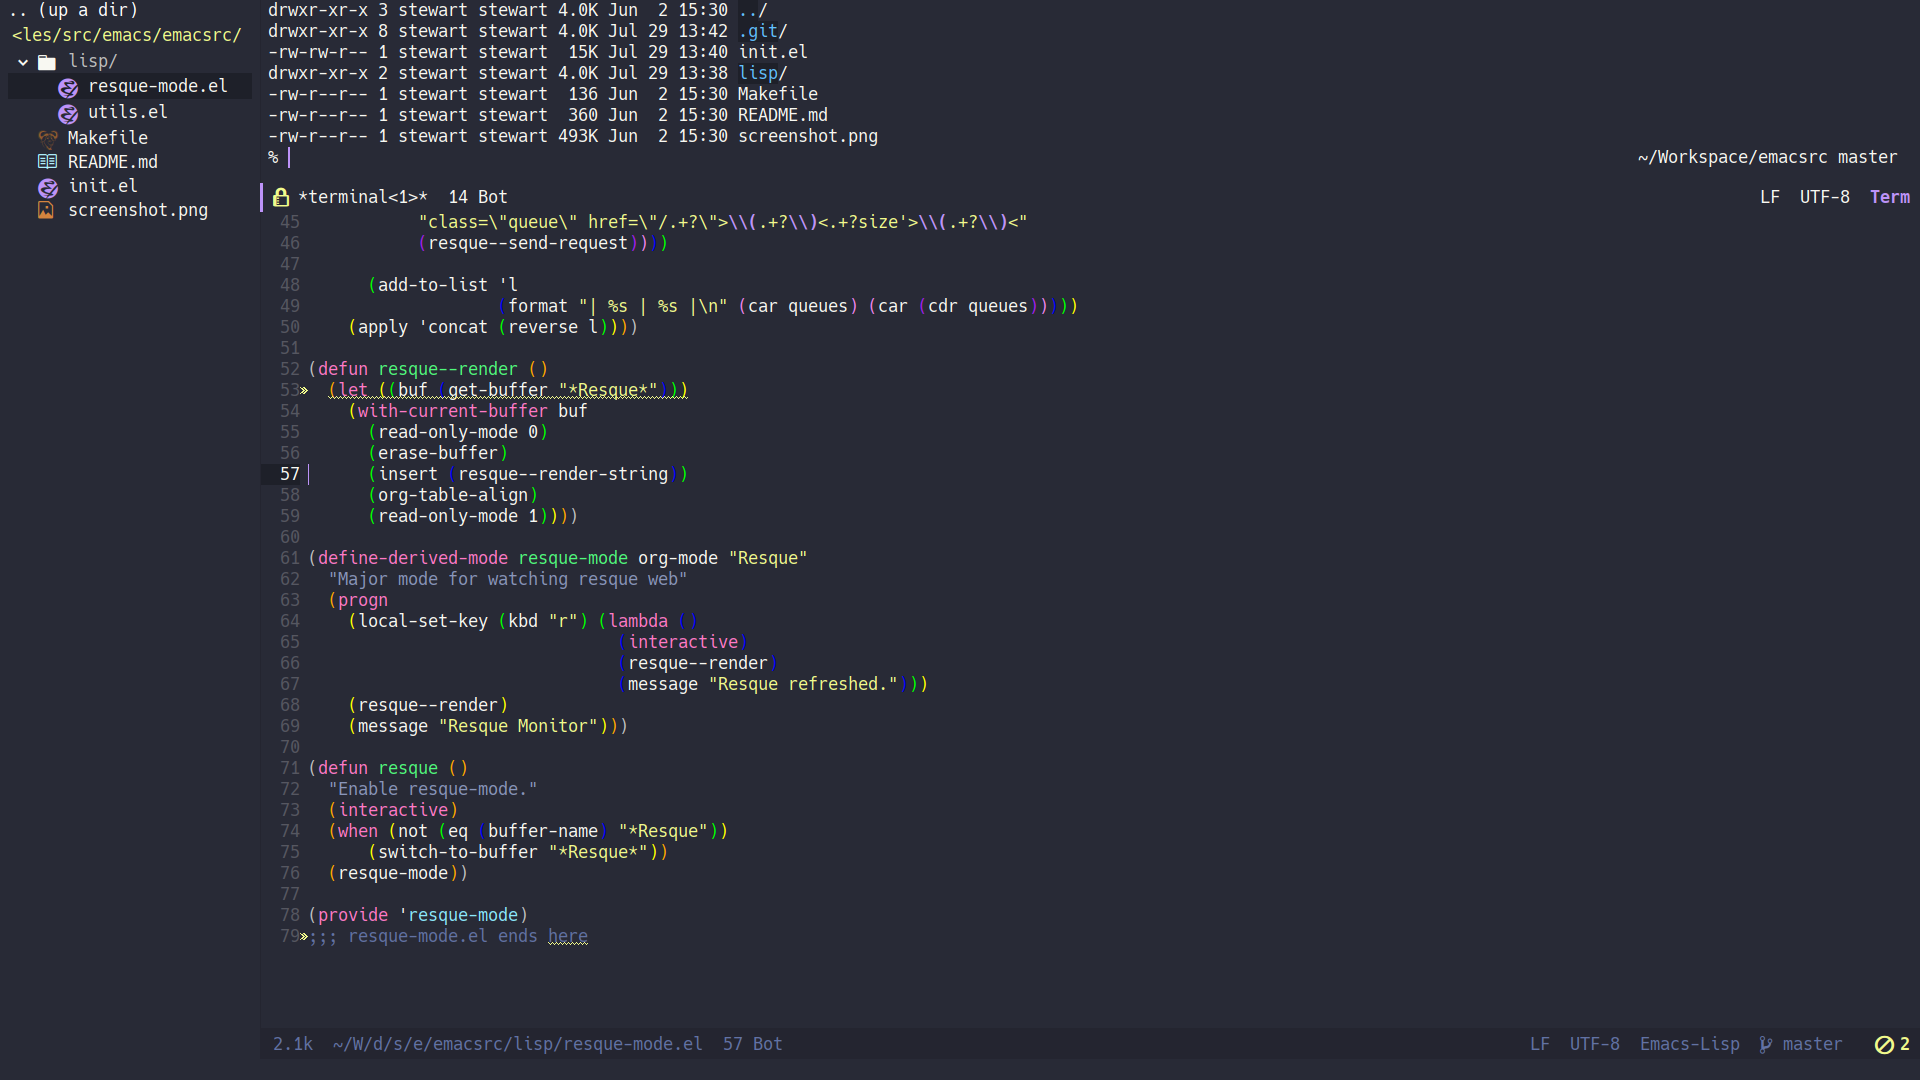 .. (up a dir)
<les/src/emacs/emacsrc/
lisp/
resque-mode.el
utils.el
Makefile
README.md
init.el
screenshot.png
drwxr-xr-x 3 stewart stewart 4.0K Jun  2 15:30 ../
drwxr-xr-x 8 stewart stewart 4.0K Jul 29 13:42 .git/
-rw-rw-r-- 1 stewart stewart  15K Jul 29 13:40 init.el
drwxr-xr-x 2 stewart stewart 4.0K Jul 29 13:38 lisp/
-rw-r--r-- 1 stewart stewart  136 Jun  2 15:30 Makefile
-rw-r--r-- 1 stewart stewart  360 Jun  2 15:30 README.md
-rw-r--r-- 1 stewart stewart 493K Jun  2 15:30 screenshot.png
% ~/Workspace/emacsrc master
*terminal<1>*  14 Bot LF  UTF-8  Term
45            "class=\"queue\" href=\"/.+?\">\\(.+?\\)<.+?size'>\\(.+?\\)<"
46            (resque--send-request))))
47
48       (add-to-list 'l
49                    (format "| %s | %s |\n" (car queues) (car (cdr queues)))))
50     (apply 'concat (reverse l))))
51
52 (defun resque--render ()
53»  (let ((buf (get-buffer "*Resque*")))
54     (with-current-buffer buf
55       (read-only-mode 0)
56       (erase-buffer)
57       (insert (resque--render-string))
58       (org-table-align)
59       (read-only-mode 1))))
60
61 (define-derived-mode resque-mode org-mode "Resque"
62   "Major mode for watching resque web"
63   (progn
64     (local-set-key (kbd "r") (lambda ()
65                                (interactive)
66                                (resque--render)
67                                (message "Resque refreshed.")))
68     (resque--render)
69     (message "Resque Monitor")))
70
71 (defun resque ()
72   "Enable resque-mode."
73   (interactive)
74   (when (not (eq (buffer-name) "*Resque"))
75       (switch-to-buffer "*Resque*"))
76   (resque-mode))
77
78 (provide 'resque-mode)
79»;;; resque-mode.el ends here
2.1k  ~/W/d/s/e/emacsrc/lisp/resque-mode.el  57 Bot LF  UTF-8  Emacs-Lisp  master  2